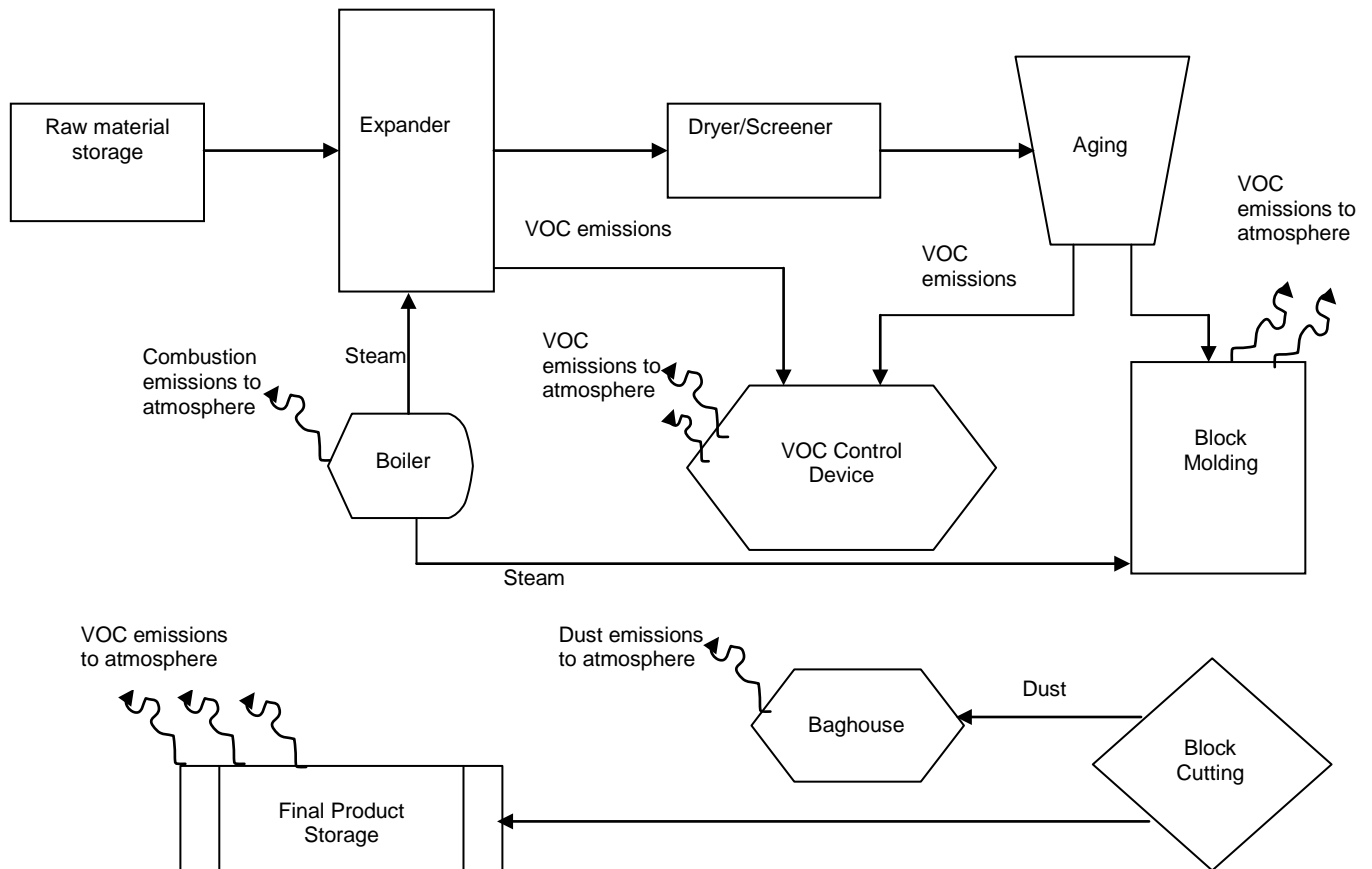 Raw material
storage
Expander
Dryer/Screener
Aging
VOC
emissions to
atmosphere
VOC emissions
VOC
emissions
Combustion
emissions to
atmosphere
Steam
VOC
emissions to
atmosphere
Boiler
VOC Control
Device
Block
Molding
Steam
VOC emissions
to atmosphere
Dust emissions
to atmosphere
Dust
Baghouse
Block
Cutting
Final Product
Storage